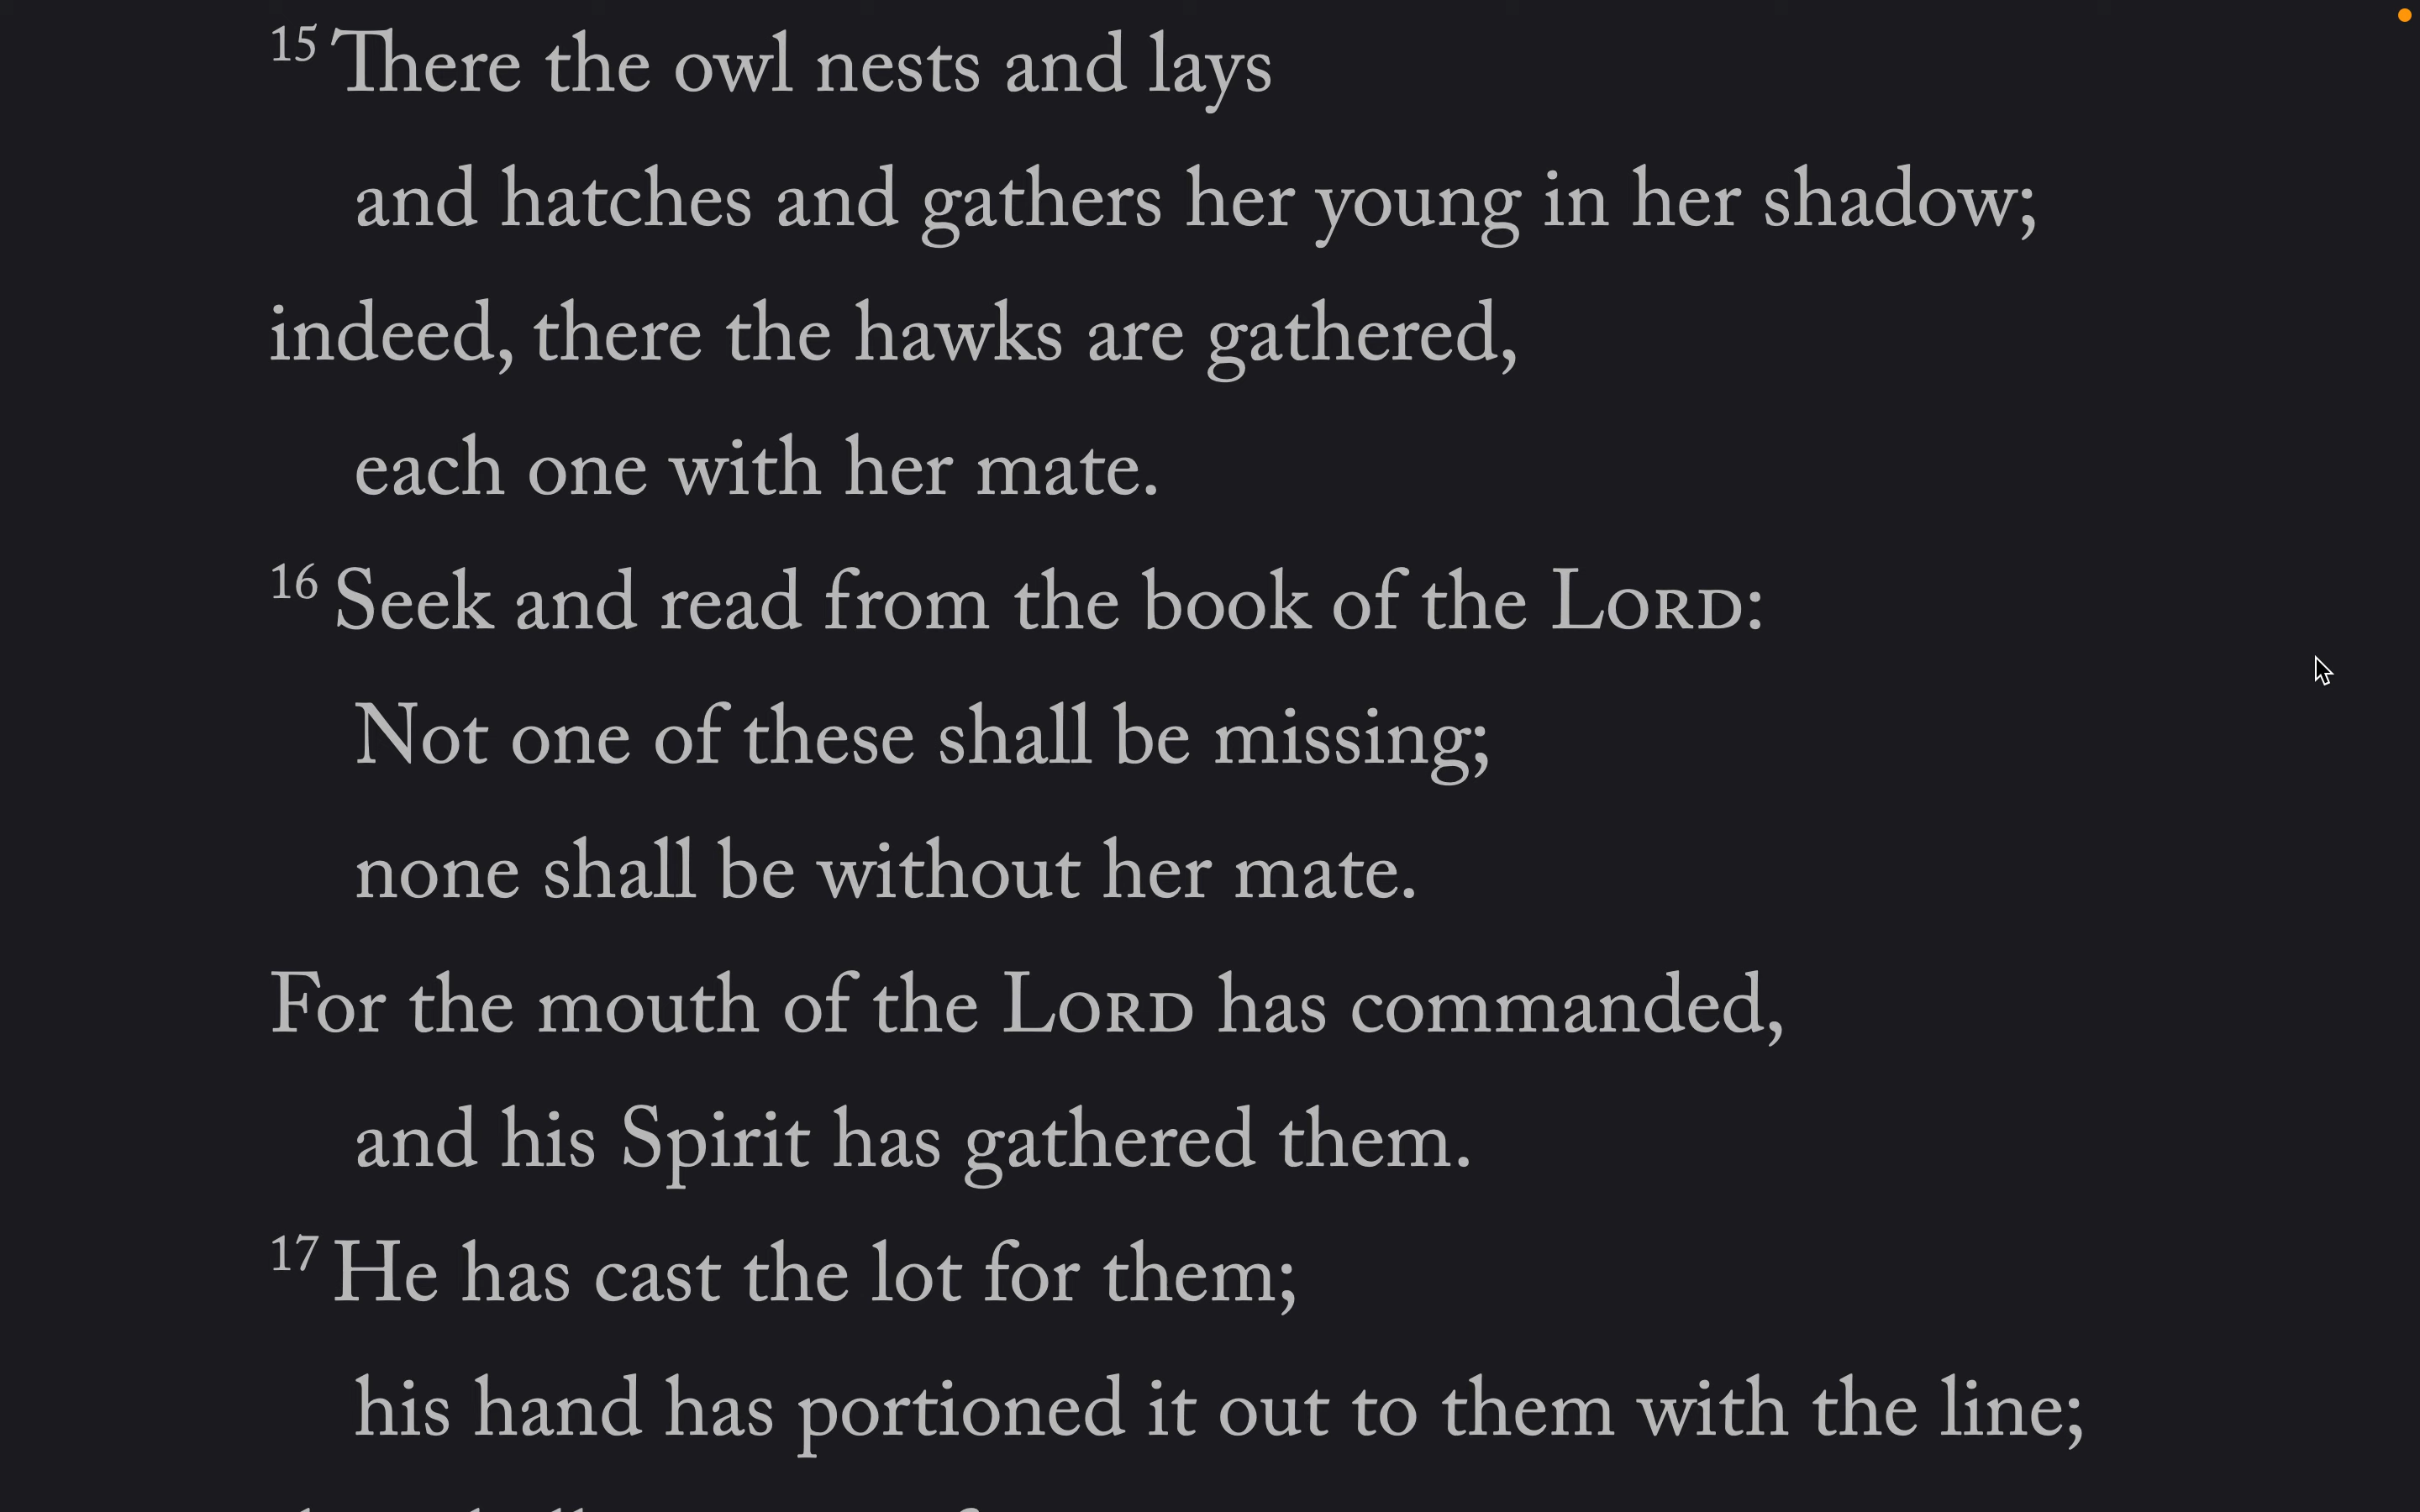 15 There the owl nests and lays
and hatches and gathers her young in her shadow;
indeed, there the hawks are gathered,
each one with her mate.
16 Seek and read from the book of the LORD:
Not one of these shall be missing;
none shall be without her mate.
For the mouth of the LORD has commanded,
and his Spirit has gathered them.
17 He has cast the lot for them;
his hand has portioned it out to them with the line;